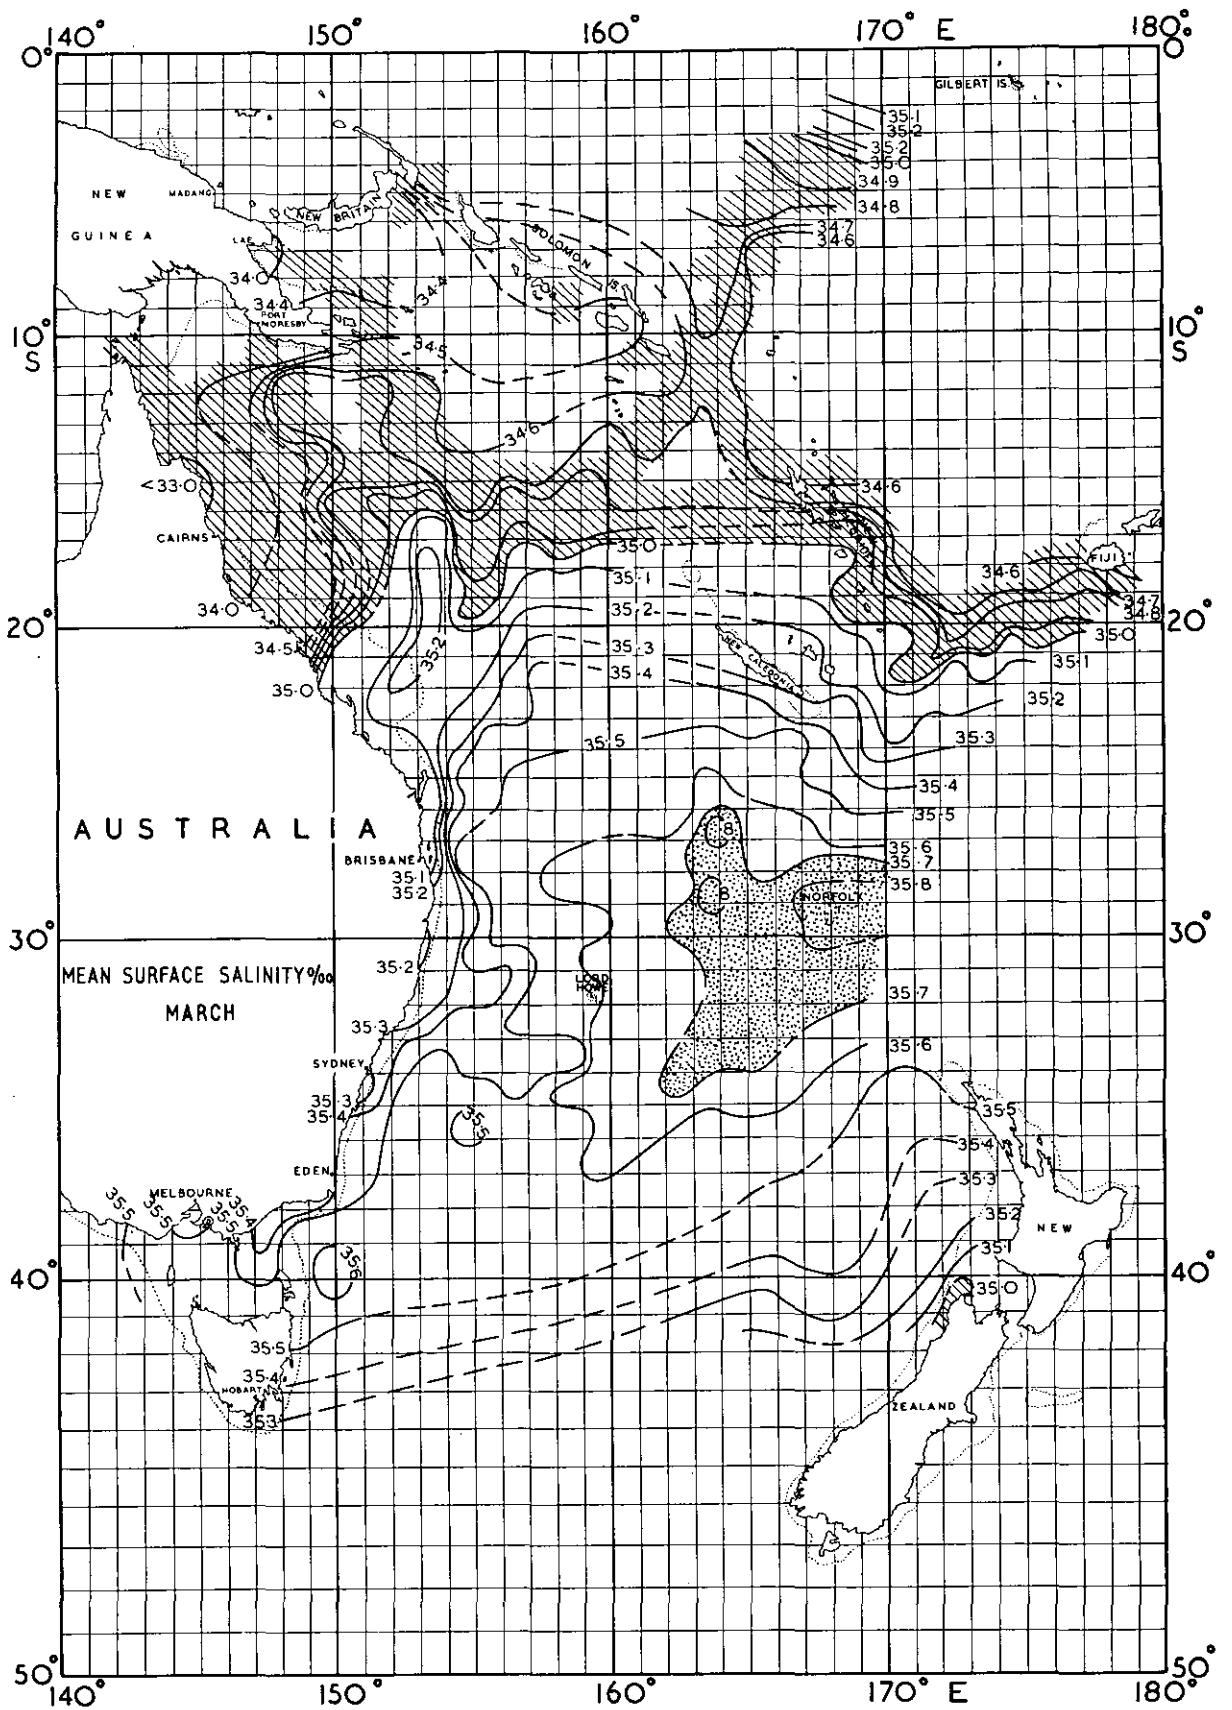 140° 150° 160° 170° E 180°
0° 0°
GILBERT IS.
35·1
35·2
35·2
35·0
34·9
34·8
34·7
34·6
NEW
GUINEA
MADANG
NEW BRITAIN
LAE
SOLOMON IS.
34·0
34·4
34·4
PORT MORESBY
10° S 10° S
34·5
34·6
<33·0
34·6
CAIRNS
35·0
FIJI
34·6
35·1
34·0
34·7
34·8
35·2
20° 20°
35·0
34·5
35·2
35·3
NEW CALEDONIA
35·1
35·4
35·0
35·2
35·5
35·3
35·4
35·5
AUSTRALIA
·8
35·6
BRISBANE
35·7
35·1
35·2
·8
35·8
NORFOLK
30° 30°
35·2
MEAN SURFACE SALINITY ‰
MARCH
LORD HOWE
35·7
35·3
35·6
SYDNEY
35·3
35·4
35·5
35·5
35·4
EDEN
35·3
MELBOURNE
35·5
35·5
35·5
35·4
35·2
NEW
35·1
35·6
40° 40°
35·0
35·5
35·4
HOBART
35·3
ZEALAND
50° 50°
140° 150° 160° 170° E 180°